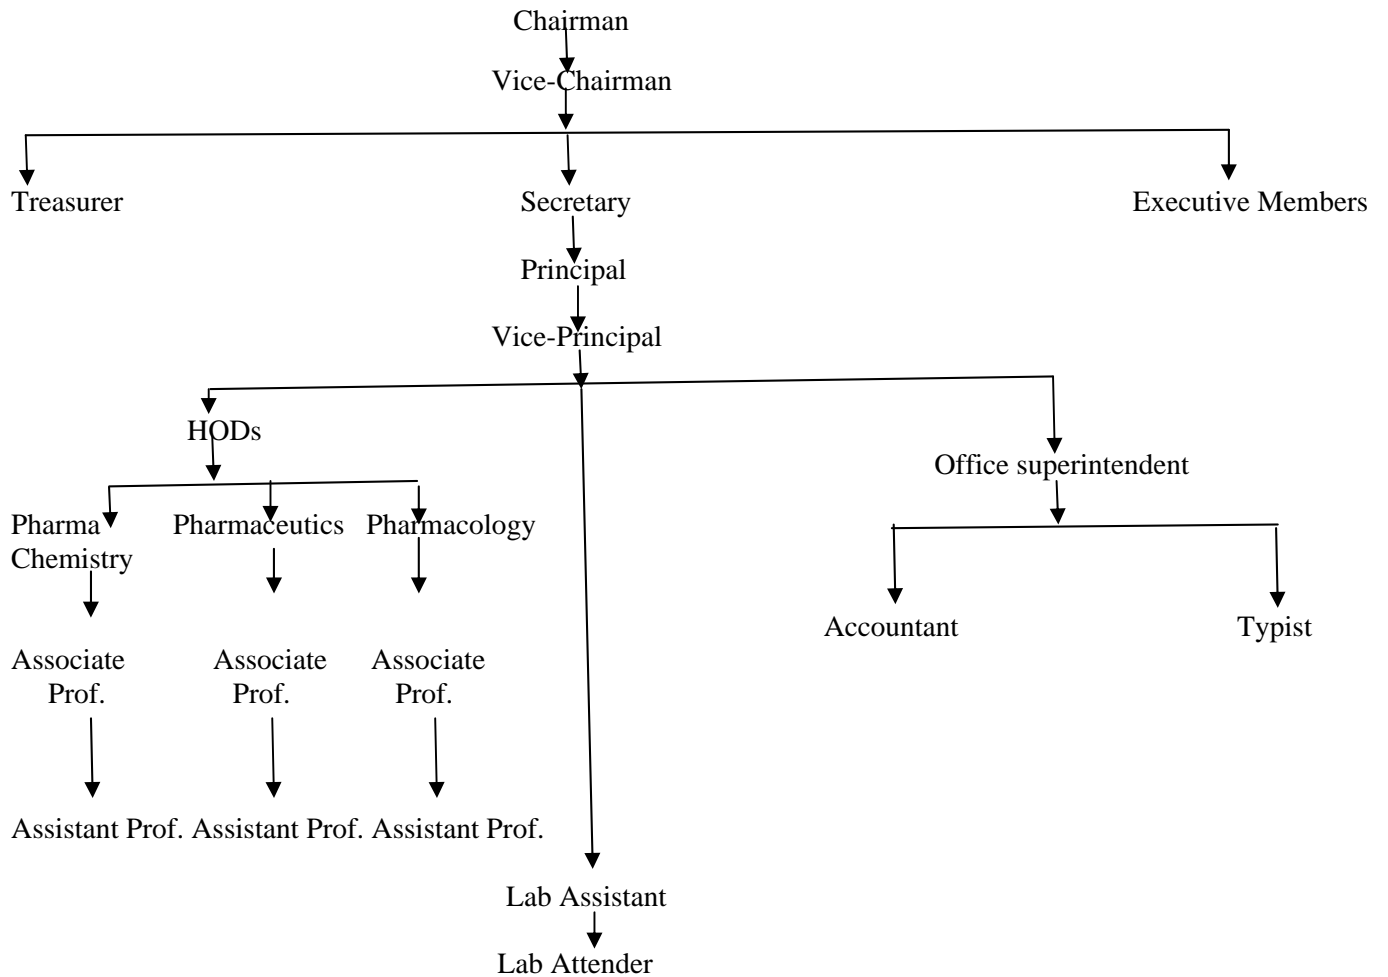 Chairman
Vice-Chairman
Treasurer Secretary Executive Members
Principal
Vice-Principal
HODs
Office superintendent
Pharma Pharmaceutics Pharmacology
Chemistry
Accountant Typist
Associate Associate Associate
Prof. Prof. Prof.
Assistant Prof. Assistant Prof. Assistant Prof.
Lab Assistant
Lab Attender